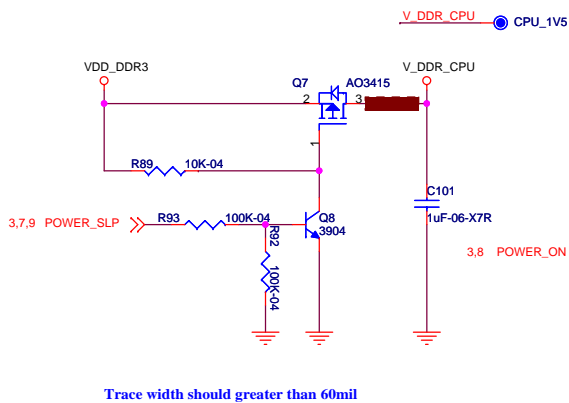 V_DDR_CPU
CPU_1V5
VDD_DDR3
Q7
AO3415
V_DDR_CPU
2
3
1
R89
10K-04
C101
1uF-06-X7R
3,7,9 POWER_SLP
R93
100K-04
R92
100K-04
Q8
3904
3,8 POWER_ON
Trace width should greater than 60mil